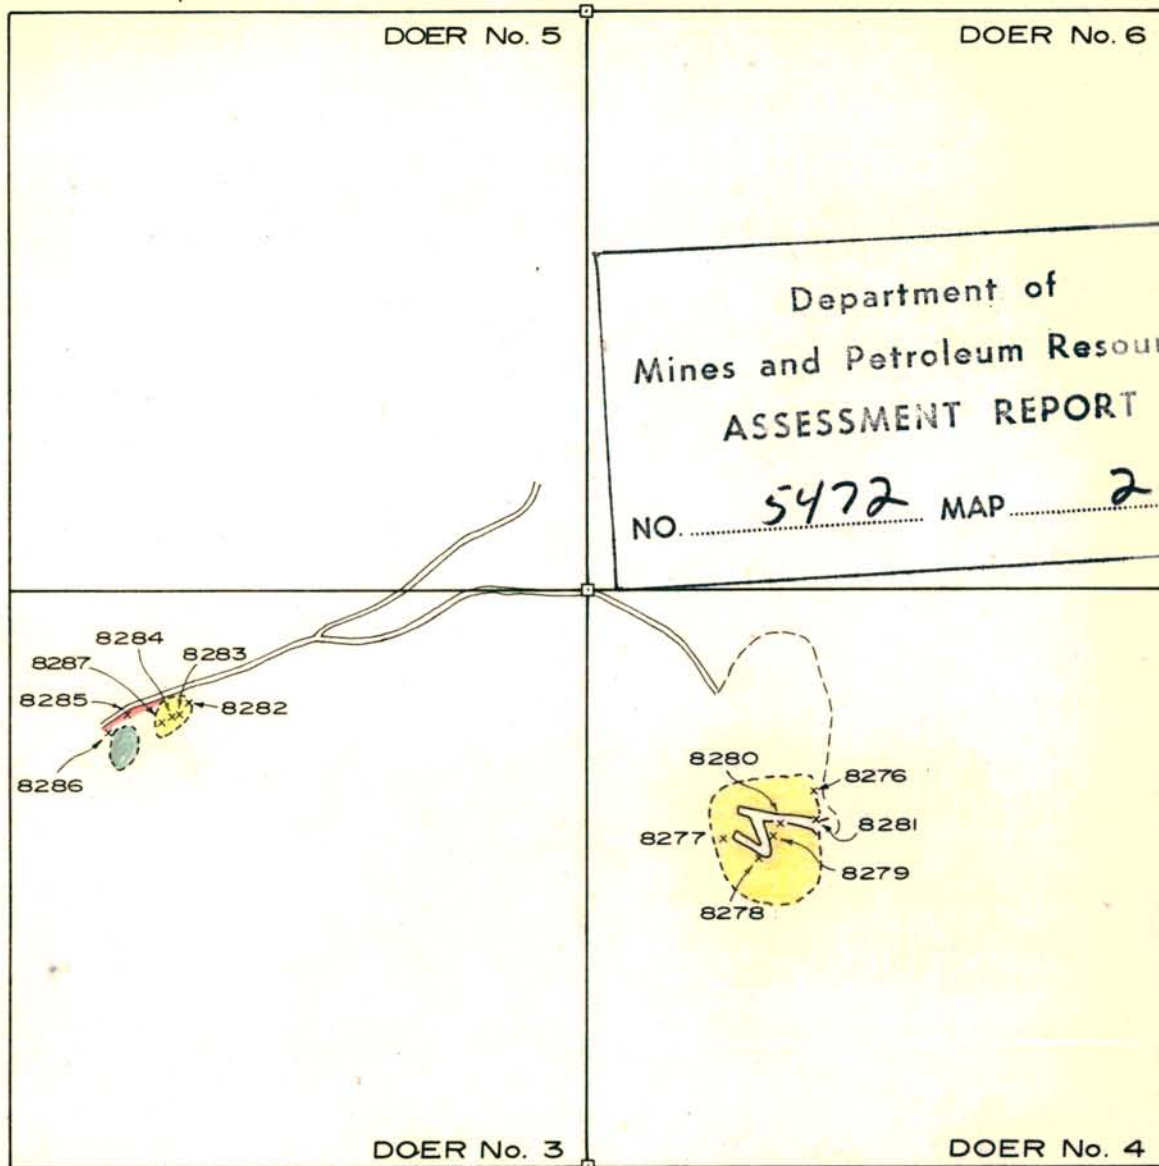 DOER No. 5
DOER No. 6
Department of
Mines and Petroleum
ASSESSMENT REPORT
NO. 5472 MAP 2
8284
8283
8287
8285
8282
8286
8280
8276
8281
8277
8279
8278
DOER No. 3
DOER No. 4